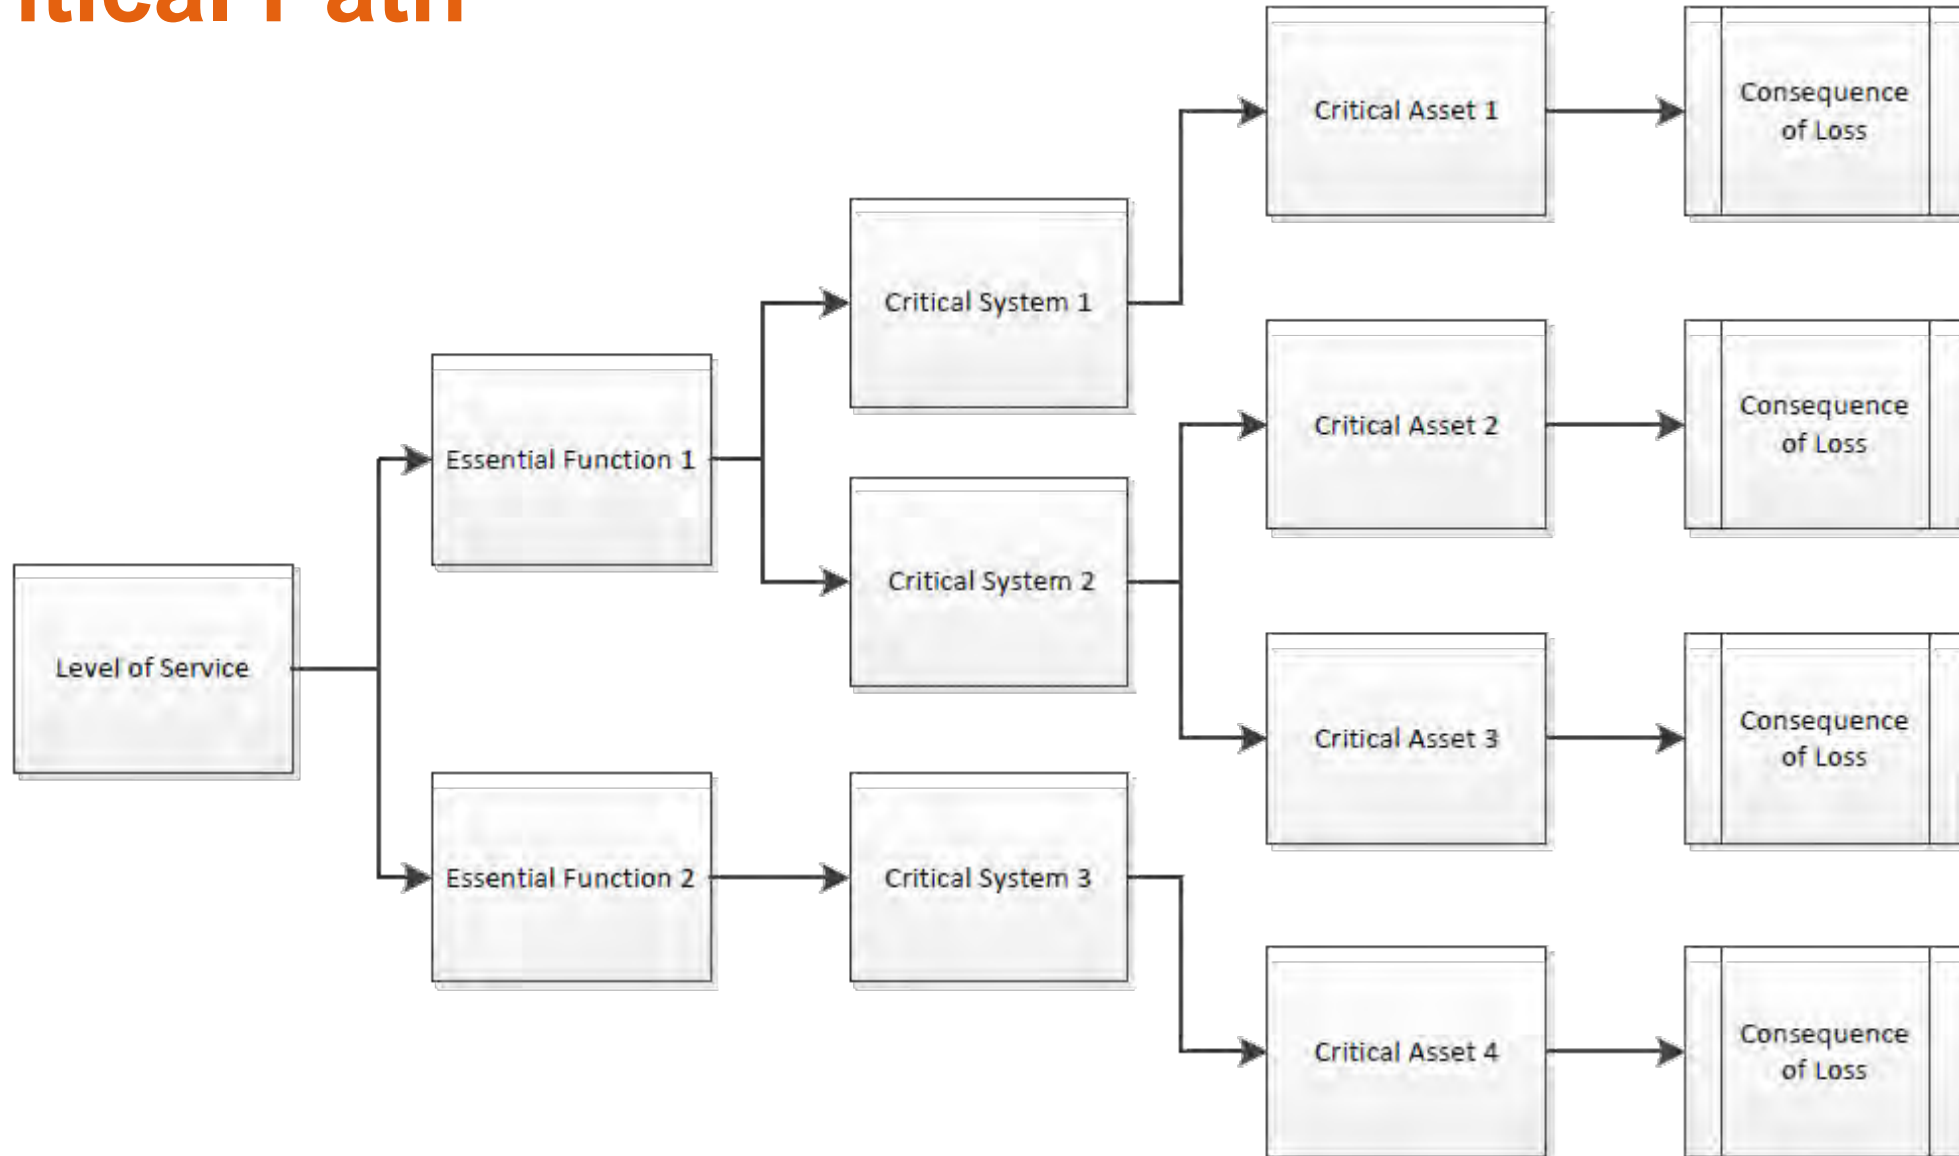 itical Path
Critical Asset 1
Consequence
of Loss
Critical System 1
Critical Asset 2
Consequence
of Loss
Essential Function 1
Critical System 2
Level of Service
Critical Asset 3
Consequence
of Loss
Essential Function 2
Critical System 3
Critical Asset 4
Consequence
of Loss